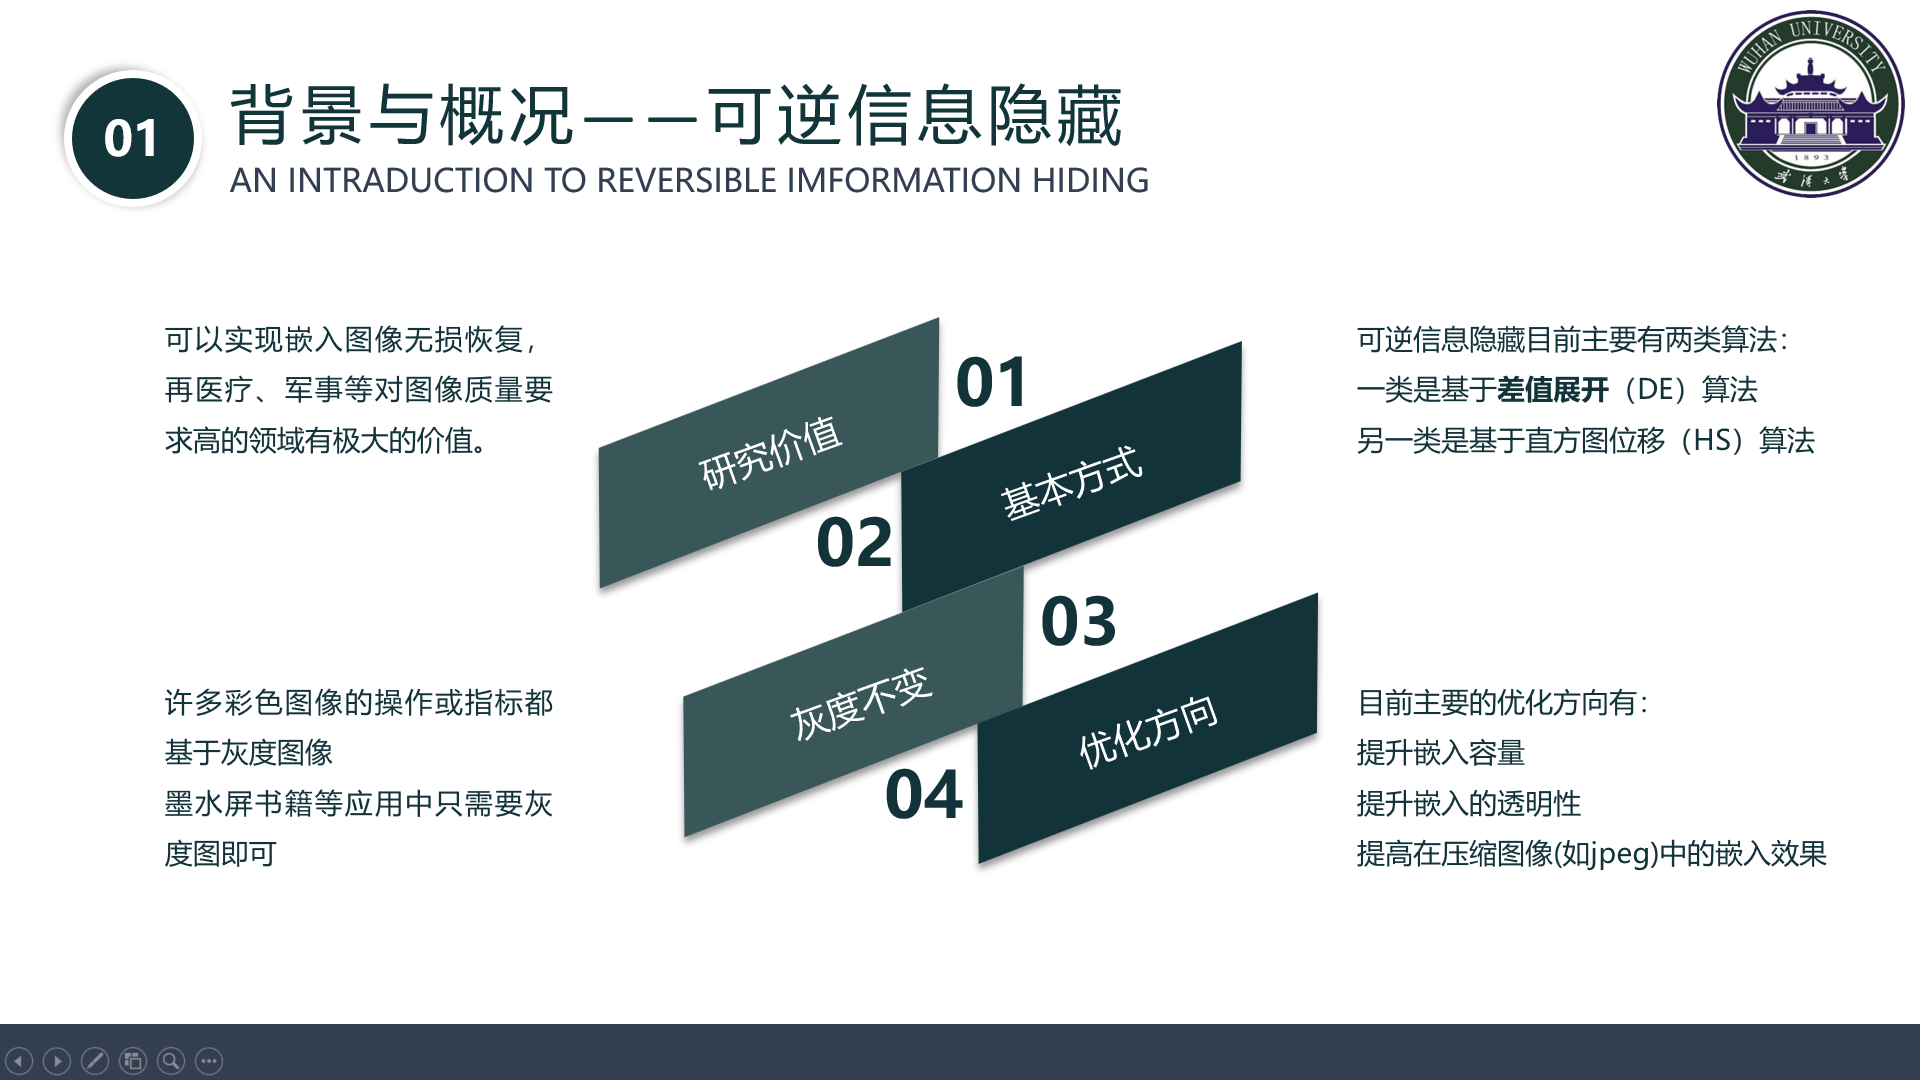 01
背景与概况——可逆信息隐藏
AN INTRADUCTION TO REVERSIBLE IMFORMATION HIDING
WUHAN UNIVERSITY
1893
武汉大学
可以实现嵌入图像无损恢复，
再医疗、军事等对图像质量要
求高的领域有极大的价值。
研究价值
01
基本方式
02
可逆信息隐藏目前主要有两类算法：
一类是基于差值展开（DE）算法
另一类是基于直方图位移（HS）算法
许多彩色图像的操作或指标都
基于灰度图像
墨水屏书籍等应用中只需要灰
度图即可
灰度不变
03
优化方向
04
目前主要的优化方向有：
提升嵌入容量
提升嵌入的透明性
提高在压缩图像(如jpeg)中的嵌入效果